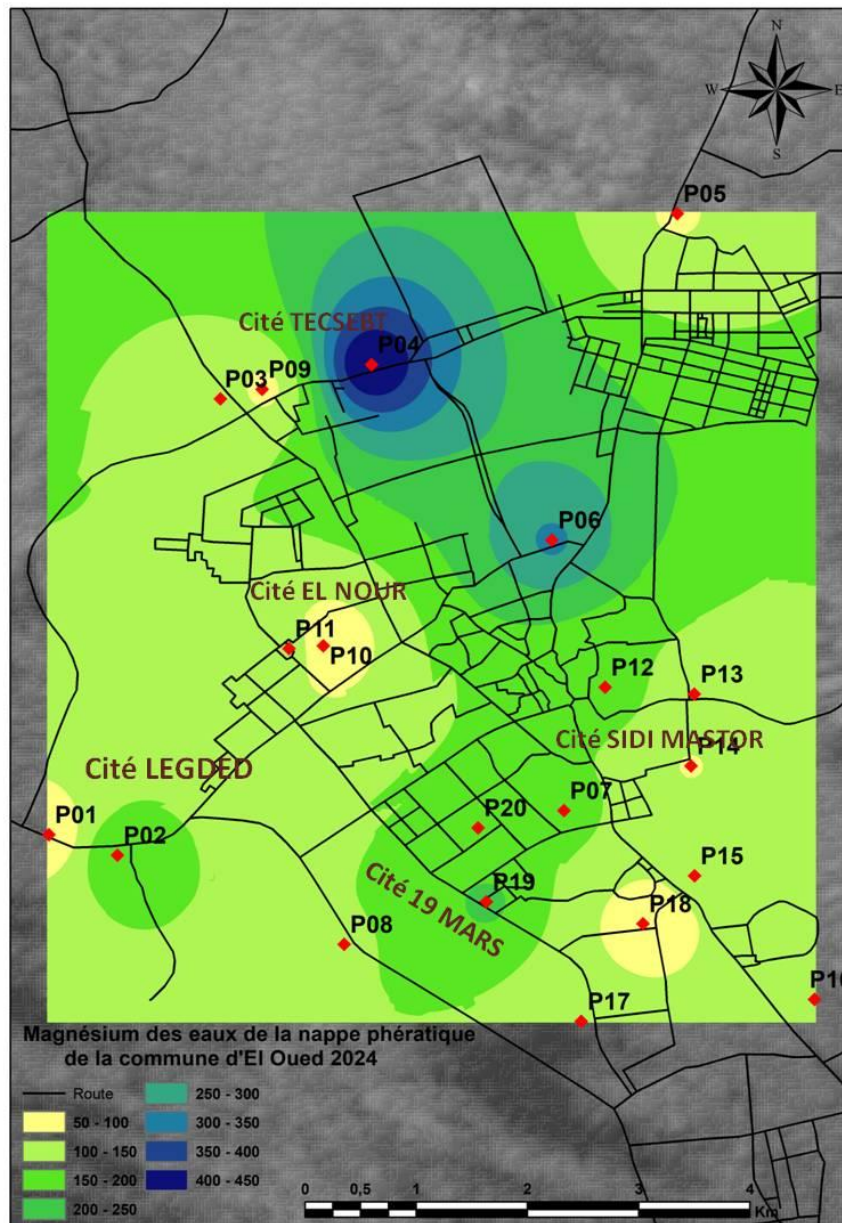 N
W E
S
P05
Cité TECSEBT
P04
P03
P09
P06
Cité EL NOUR
P11
P10
P12
P13
Cité SIDI MASTOR
P14
Cité LEGDED
P01
P02
P07
P20
P15
P19
Cité 19 MARS
P18
P08
P16
P17
Magnésium des eaux de la nappe phératique
de la commune d'El Oued 2024
Route
50 - 100
100 - 150
150 - 200
200 - 250
250 - 300
300 - 350
350 - 400
400 - 450
0 0,5 1 2 3 4
Km